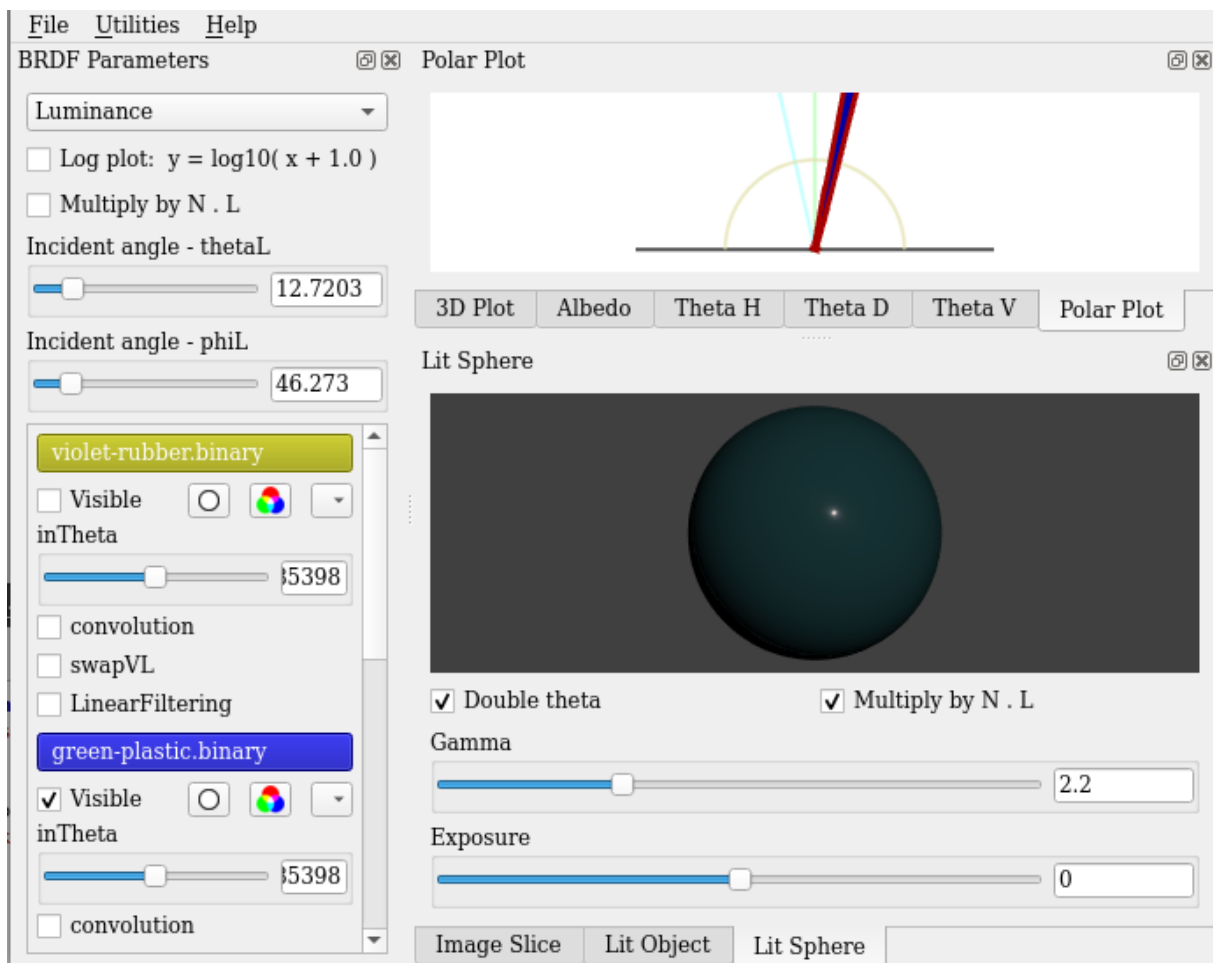 File Utilities Help
BRDF Parameters
Luminance
Log plot: y = log10( x + 1.0 )
Multiply by N . L
Incident angle - thetaL
12.7203
Incident angle - phiL
46.273
violet-rubber.binary
Visible
inTheta
35398
convolution
swapVL
LinearFiltering
green-plastic.binary
Visible
inTheta
35398
convolution
Polar Plot
3D Plot Albedo Theta H Theta D Theta V Polar Plot
Lit Sphere
Double theta Multiply by N . L
Gamma
2.2
Exposure
0
Image Slice Lit Object Lit Sphere